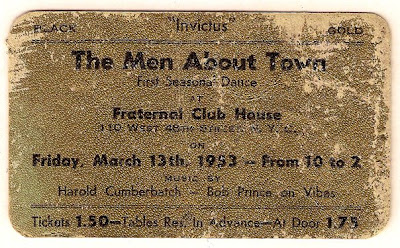 "Invictus"
BLACK GOLD
The Men About Town
First Seasonal Dance
AT
Fraternal Club House
110 West 48th Street, N. Y. C.
ON
Friday, March 13th, 1953 – From 10 to 2
MUSIC BY
Harold Cumberbatch – Bob Prince on Vibes
Tickets 1.50—Tables Res' In Advance—At Door 1.75